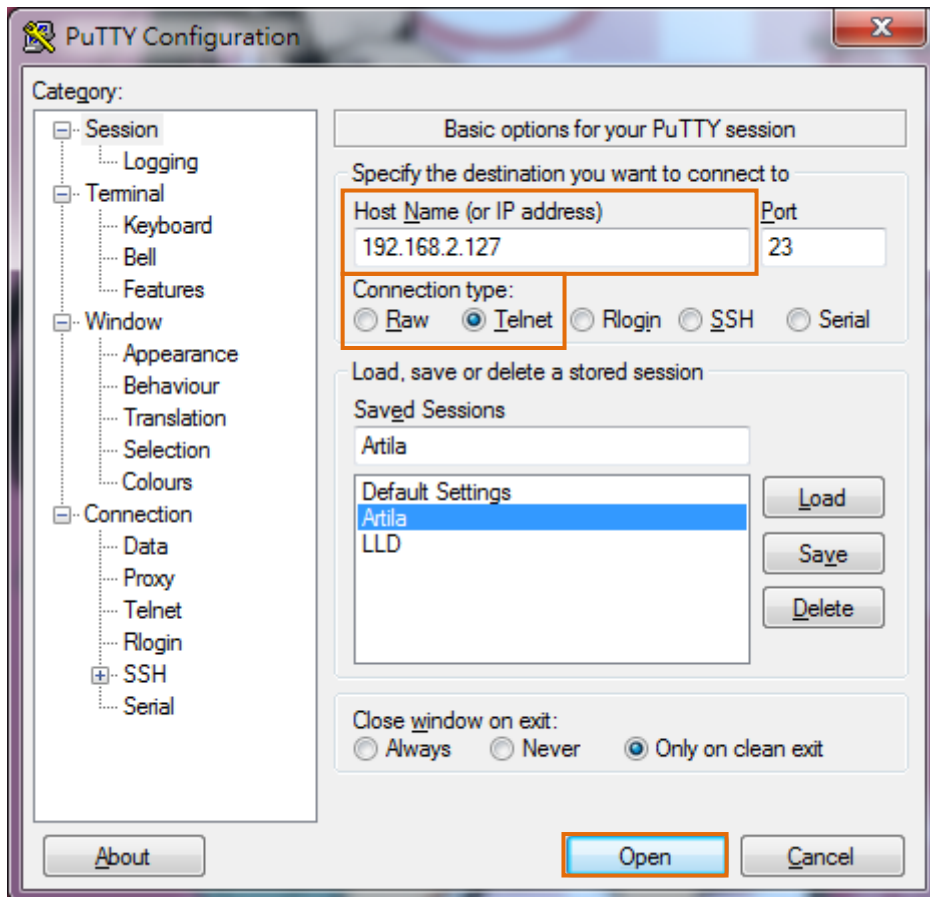 PuTTY Configuration
Category:
Session
Logging
Terminal
Keyboard
Bell
Features
Window
Appearance
Behaviour
Translation
Selection
Colours
Connection
Data
Proxy
Telnet
Rlogin
SSH
Serial
Basic options for your PuTTY session
Specify the destination you want to connect to
Host Name (or IP address) Port
192.168.2.127 23
Connection type:
Raw Telnet Rlogin SSH Serial
Load, save or delete a stored session
Saved Sessions
Artila
Default Settings
Artila
LLD
Load
Save
Delete
Close window on exit:
Always Never Only on clean exit
About Open Cancel